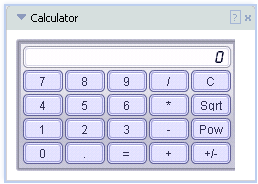 Calculator ? ×
0
7 8 9 / C
4 5 6 * Sqrt
1 2 3 - Pow
0 . = + +/-